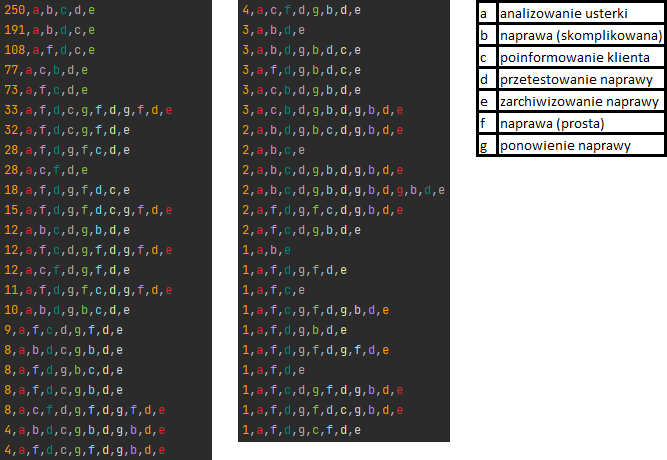 250,a,b,c,d,e
191,a,b,d,c,e
108,a,f,d,c,e
77,a,c,b,d,e
73,a,f,c,d,e
33,a,f,d,c,g,f,d,g,f,d,e
32,a,f,d,c,g,f,d,e
28,a,f,d,g,f,c,d,e
28,a,c,f,d,e
18,a,f,d,g,f,d,c,e
15,a,f,d,g,f,d,c,g,f,d,e
12,a,b,c,d,g,b,d,e
12,a,f,c,d,g,f,d,g,f,d,e
12,a,c,f,d,g,f,d,e
11,a,f,d,g,f,c,d,g,f,d,e
10,a,b,d,g,b,c,d,e
9,a,f,c,d,g,f,d,e
8,a,b,d,c,g,b,d,e
8,a,f,d,g,b,c,d,e
8,a,f,d,c,g,b,d,e
8,a,c,f,d,g,f,d,g,f,d,e
4,a,b,d,c,g,b,d,g,b,d,e
4,a,f,d,c,g,f,d,g,b,d,e
4,a,c,f,d,g,b,d,e
3,a,b,d,e
3,a,b,d,g,b,d,c,e
3,a,f,d,g,b,d,c,e
3,a,c,b,d,g,b,d,e
3,a,c,b,d,g,b,d,g,b,d,e
2,a,b,d,g,b,c,d,g,b,d,e
2,a,b,c,e
2,a,b,c,d,g,b,d,g,b,d,e
2,a,b,c,d,g,b,d,g,b,d,g,b,d,e
2,a,f,d,g,f,c,d,g,b,d,e
2,a,f,c,d,g,b,d,e
1,a,b,e
1,a,f,d,g,f,d,e
1,a,f,c,e
1,a,f,c,g,f,d,g,b,d,e
1,a,f,d,g,b,d,e
1,a,f,d,g,f,d,g,f,d,e
1,a,f,d,e
1,a,f,c,d,g,f,d,g,b,d,e
1,a,f,d,g,f,d,c,g,b,d,e
1,a,f,d,g,c,f,d,e
a analizowanie usterki
b naprawa (skomplikowana)
c poinformowanie klienta
d przetestowanie naprawy
e zarchiwizowanie naprawy
f naprawa (prosta)
g ponowienie naprawy